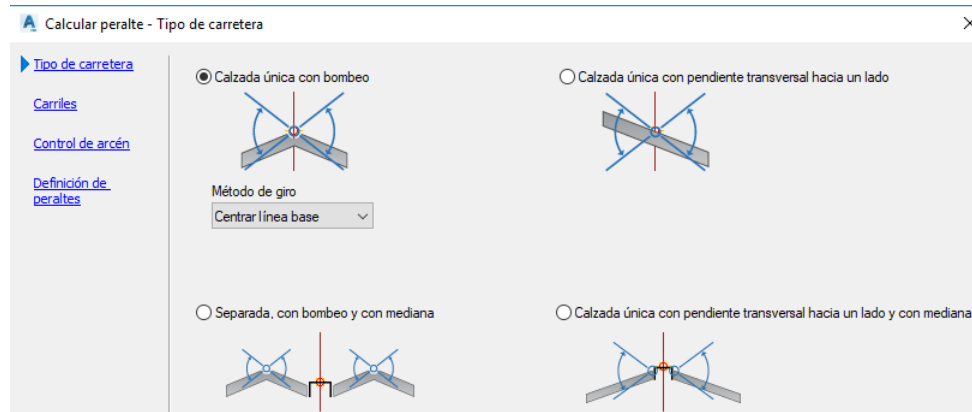 Calcular peralte - Tipo de carretera
Tipo de carretera
Carriles
Control de arcén
Definición de
peraltes
Calzada única con bombeo
Calzada única con pendiente transversal hacia un lado
Método de giro
Centrar línea base
Separada, con bombeo y con mediana
Calzada única con pendiente transversal hacia un lado y con mediana